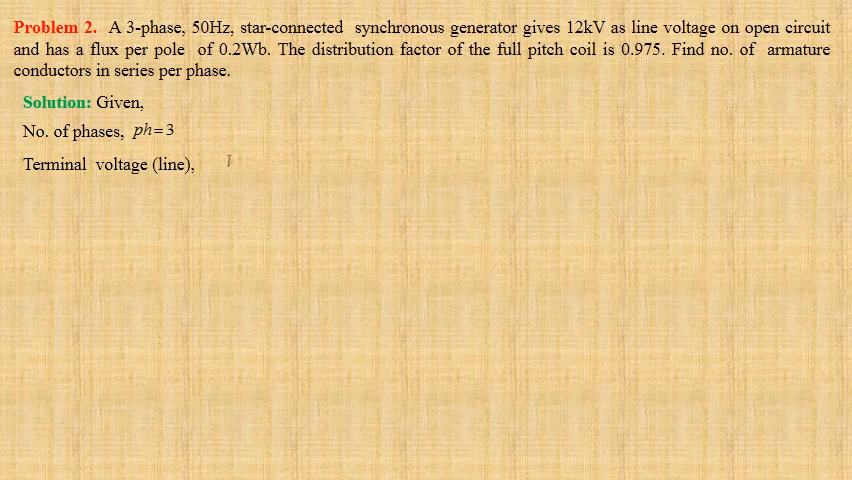 Problem 2. A 3-phase, 50Hz, star-connected synchronous generator gives 12kV as line voltage on open circuit
and has a flux per pole of 0.2Wb. The distribution factor of the full pitch coil is 0.975. Find no. of armature
conductors in series per phase.
Solution: Given,
No. of phases, ph=3
Terminal voltage (line),